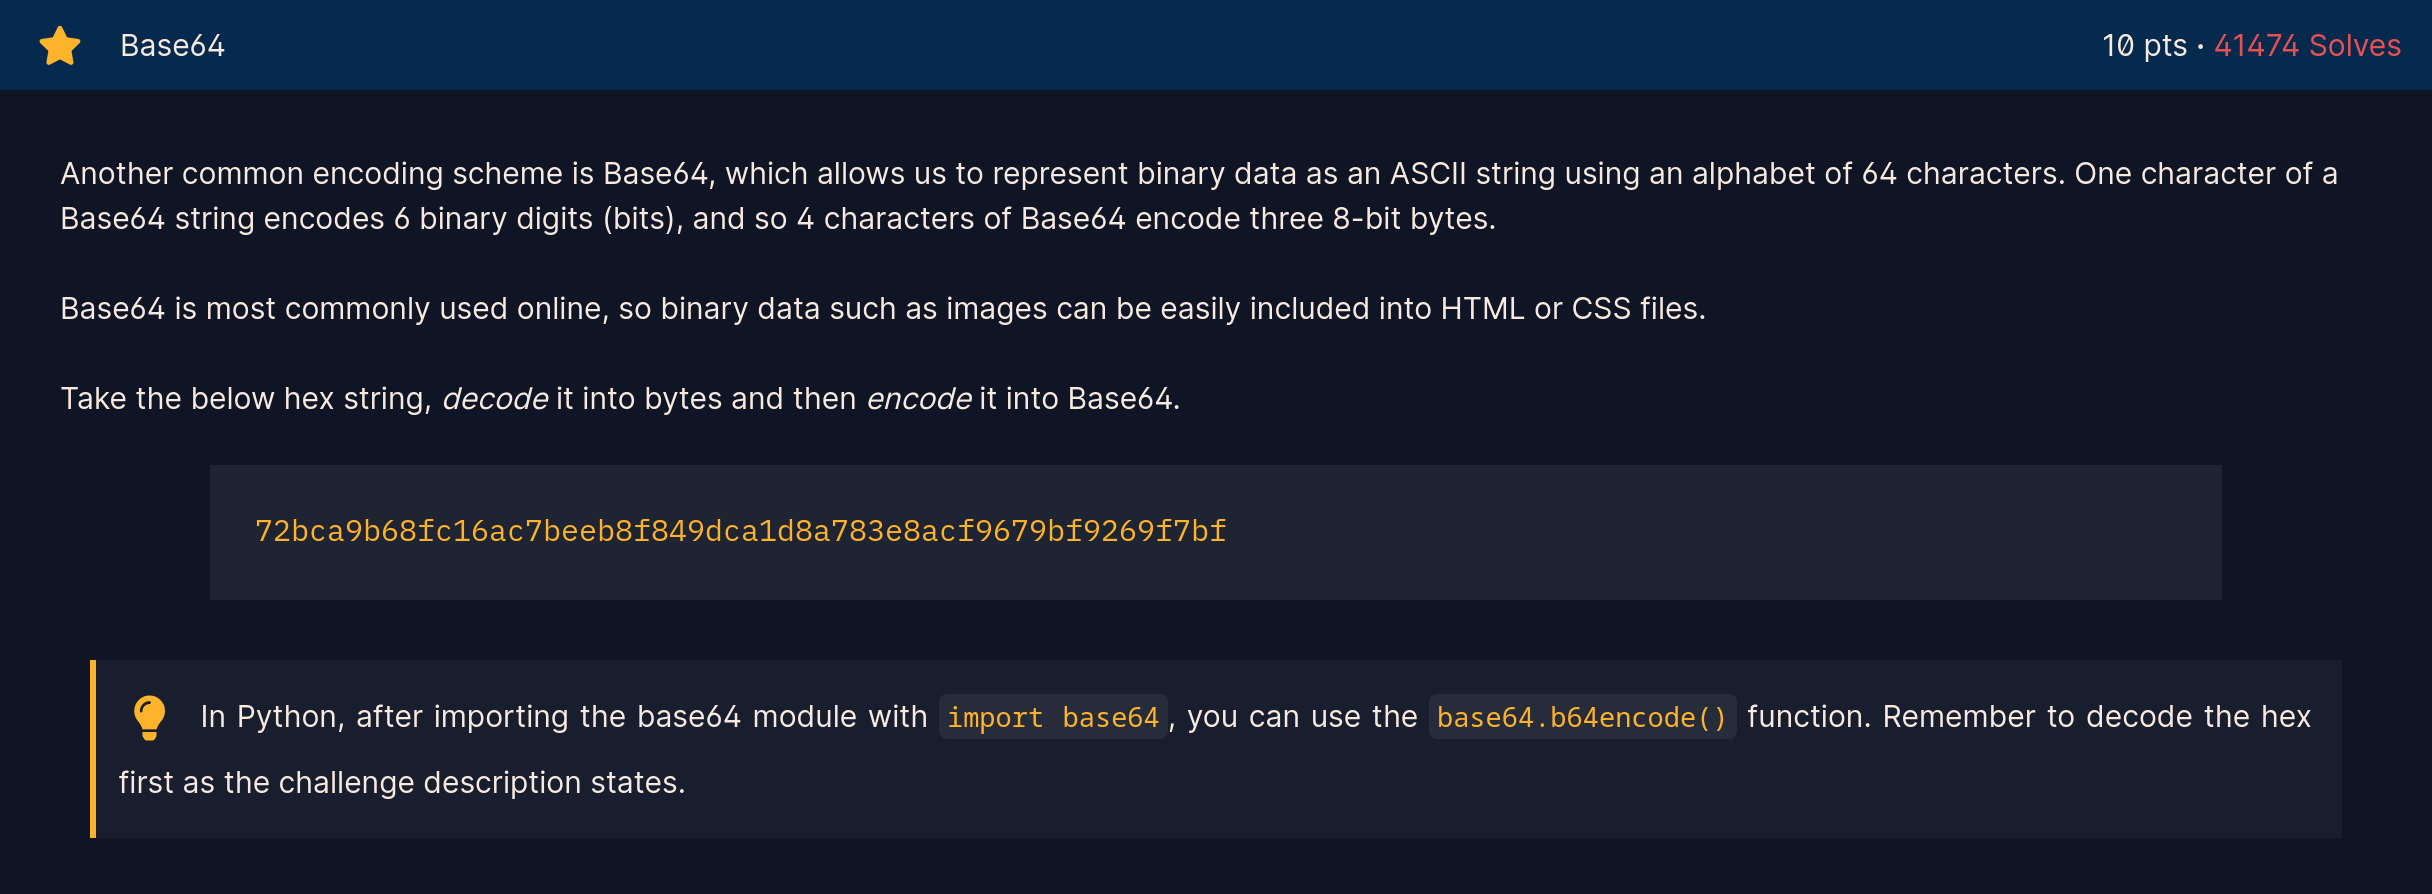 Base64
10 pts · 41474 Solves
Another common encoding scheme is Base64, which allows us to represent binary data as an ASCII string using an alphabet of 64 characters. One character of a
Base64 string encodes 6 binary digits (bits), and so 4 characters of Base64 encode three 8-bit bytes.
Base64 is most commonly used online, so binary data such as images can be easily included into HTML or CSS files.
Take the below hex string, decode it into bytes and then encode it into Base64.
72bca9b68fc16ac7beeb8f849dca1d8a783e8acf9679bf9269f7bf
In Python, after importing the base64 module with import base64, you can use the base64.b64encode() function. Remember to decode the hex
first as the challenge description states.